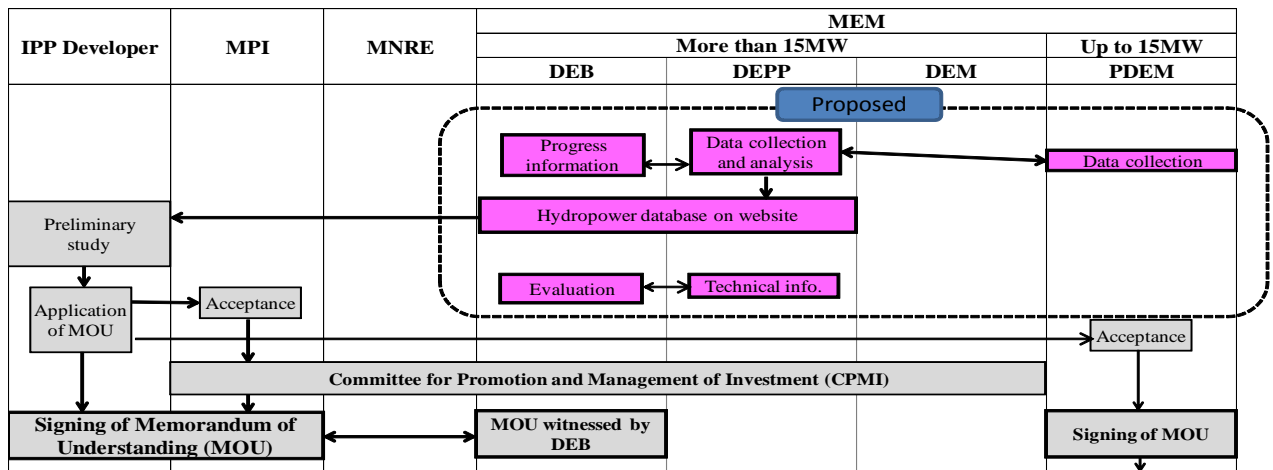 MEM
IPP Developer
MPI
MNRE
More than 15MW
Up to 15MW
DEB
DEPP
DEM
PDEM
Proposed
Progress
information
Data collection
and analysis
Data collection
Hydropower database on website
Preliminary
study
Evaluation
Technical info.
Application
of MOU
Acceptance
Acceptance
Committee for Promotion and Management of Investment (CPMI)
Signing of Memorandum of
Understanding (MOU)
MOU witnessed by
DEB
Signing of MOU